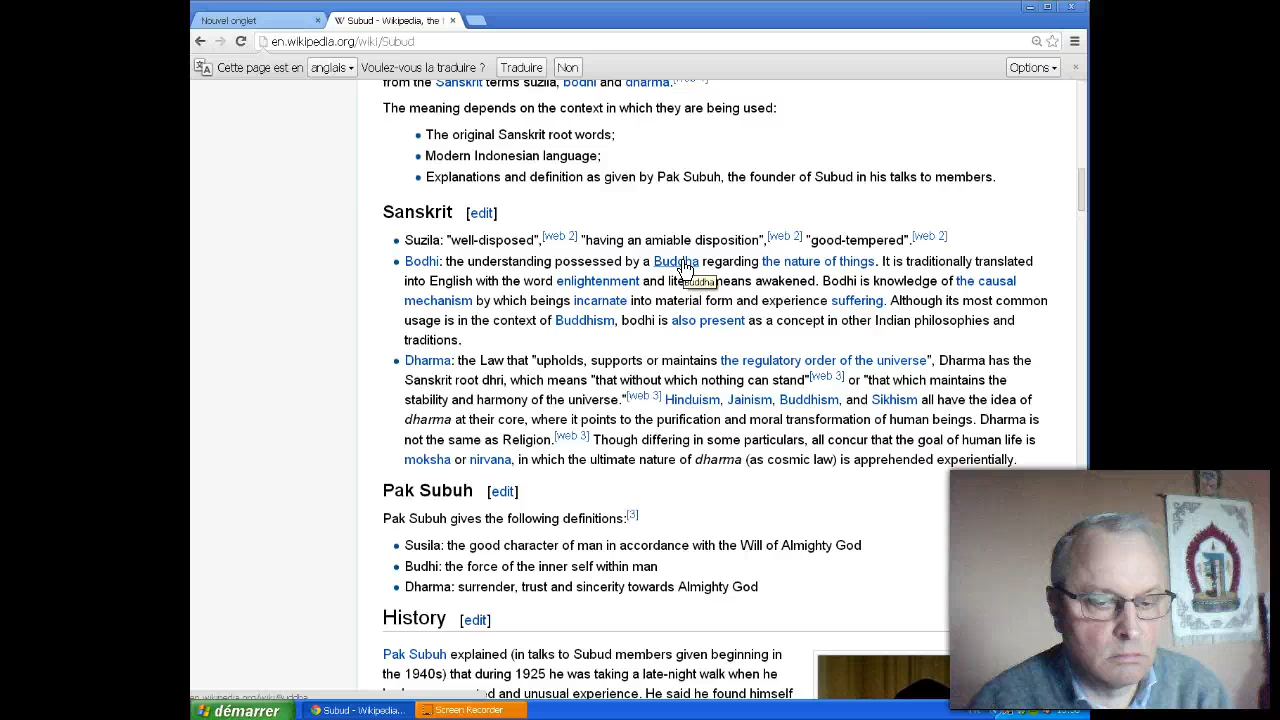 Nouvel onglet
W Subud - Wikipedia, the
en.wikipedia.org/wiki/Subud
Cette page est en anglais Voulez-vous la traduire ? Traduire Non Options
from the Sanskrit terms suzila, bodhi and dharma.
The meaning depends on the context in which they are being used:
The original Sanskrit root words;
Modern Indonesian language;
Explanations and definition as given by Pak Subuh, the founder of Subud in his talks to members.
Sanskrit [edit]
Suzila: "well-disposed",[web 2] "having an amiable disposition",[web 2] "good-tempered".[web 2]
Bodhi: the understanding possessed by a Buddha regarding the nature of things. It is traditionally translated
into English with the word enlightenment and means awakened. Bodhi is knowledge of the causal
Buddha
mechanism by which beings incarnate into material form and experience suffering. Although its most common
usage is in the context of Buddhism, bodhi is also present as a concept in other Indian philosophies and
traditions.
Dharma: the Law that "upholds, supports or maintains the regulatory order of the universe", Dharma has the
Sanskrit root dhri, which means "that without which nothing can stand"[web 3] or "that which maintains the
stability and harmony of the universe."[web 3] Hinduism, Jainism, Buddhism, and Sikhism all have the idea of
dharma at their core, where it points to the purification and moral transformation of human beings. Dharma is
not the same as Religion.[web 3] Though differing in some particulars, all concur that the goal of human life is
moksha or nirvana, in which the ultimate nature of dharma (as cosmic law) is apprehended experientially.
Pak Subuh [edit]
Pak Subuh gives the following definitions:[3]
Susila: the good character of man in accordance with the Will of Almighty God
Budhi: the force of the inner self within man
Dharma: surrender, trust and sincerity towards Almighty God
History [edit]
Pak Subuh explained (in talks to Subud members given beginning in
the 1940s) that during 1925 he was taking a late-night walk when he
and unusual experience. He said he found himself
en.wikipedia.org/wiki/Buddha
démarrer Subud - Wikipedia... Screen Recorder